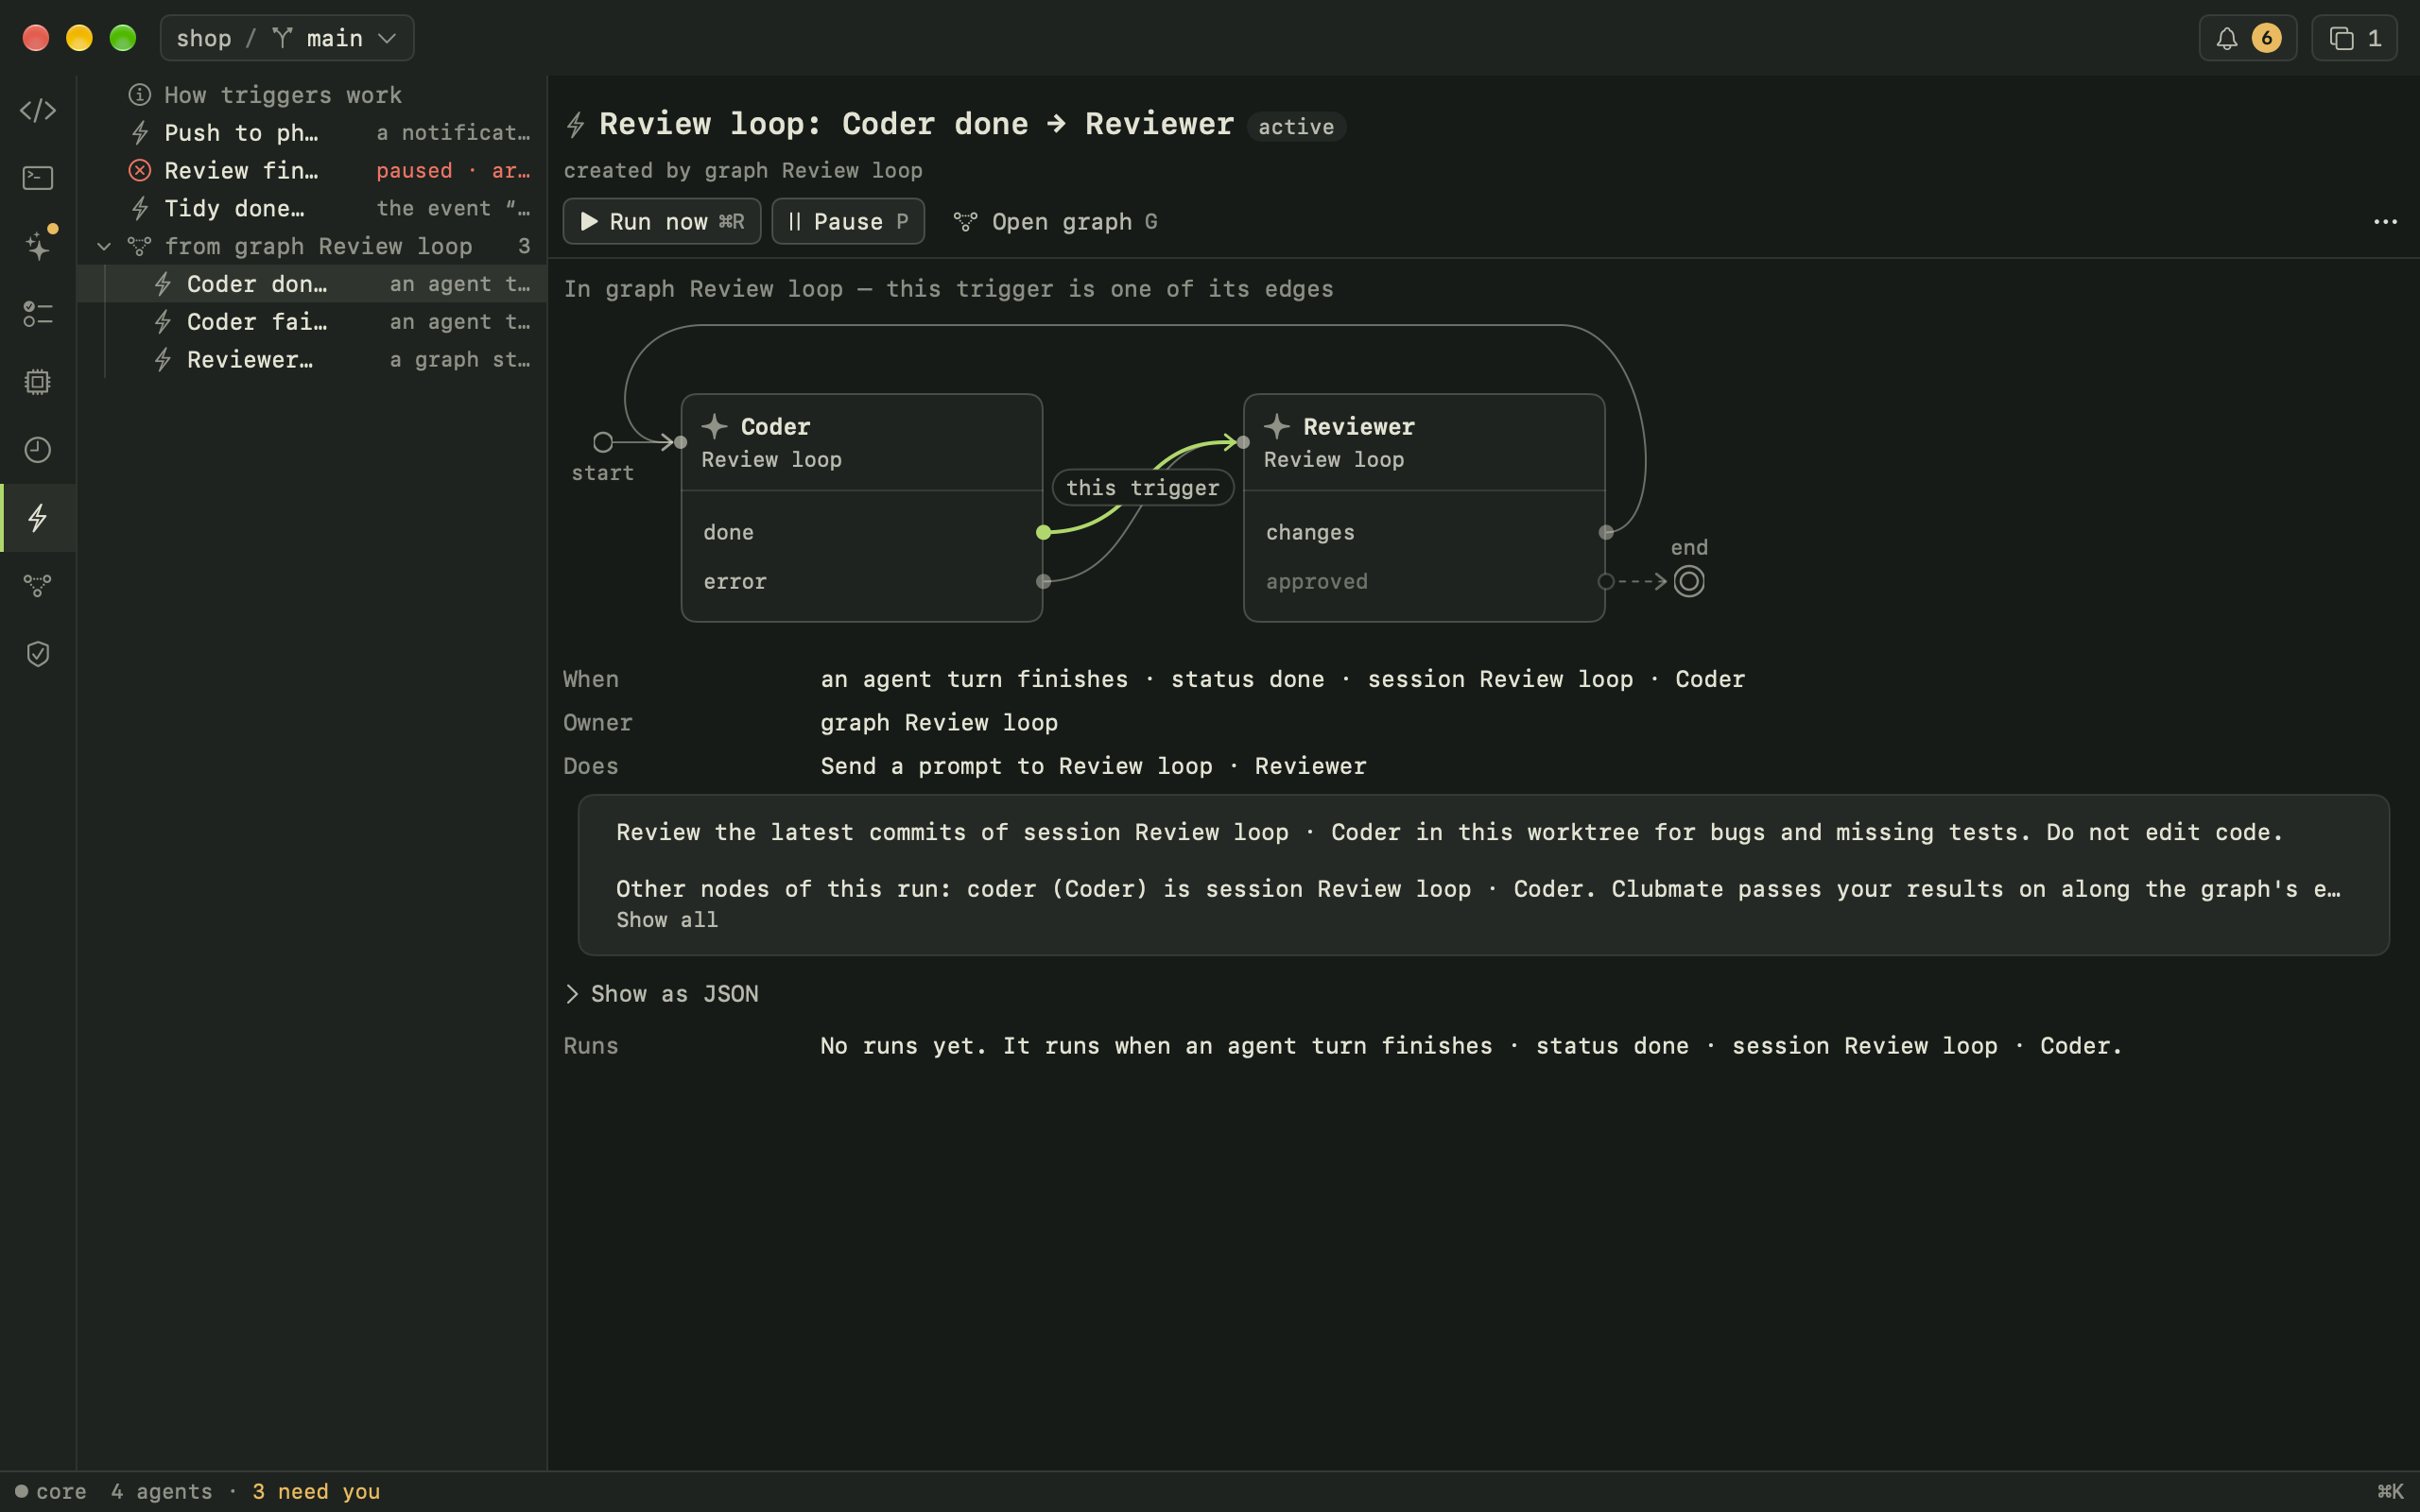 shop / main
6
1
How triggers work
Push to ph… a notificat…
Review fin… paused · ar…
Tidy done… the event “…
from graph Review loop 3
Coder don… an agent t…
Coder fai… an agent t…
Reviewer… a graph st…
Review loop: Coder done → Reviewer active
created by graph Review loop
Run now ⌘R Pause P Open graph G
In graph Review loop — this trigger is one of its edges
start
Coder
Review loop
done
error
this trigger
Reviewer
Review loop
changes
approved
end
When an agent turn finishes · status done · session Review loop · Coder
Owner graph Review loop
Does Send a prompt to Review loop · Reviewer
Review the latest commits of session Review loop · Coder in this worktree for bugs and missing tests. Do not edit code.
Other nodes of this run: coder (Coder) is session Review loop · Coder. Clubmate passes your results on along the graph's e…
Show all
Show as JSON
Runs No runs yet. It runs when an agent turn finishes · status done · session Review loop · Coder.
core 4 agents · 3 need you
⌘K